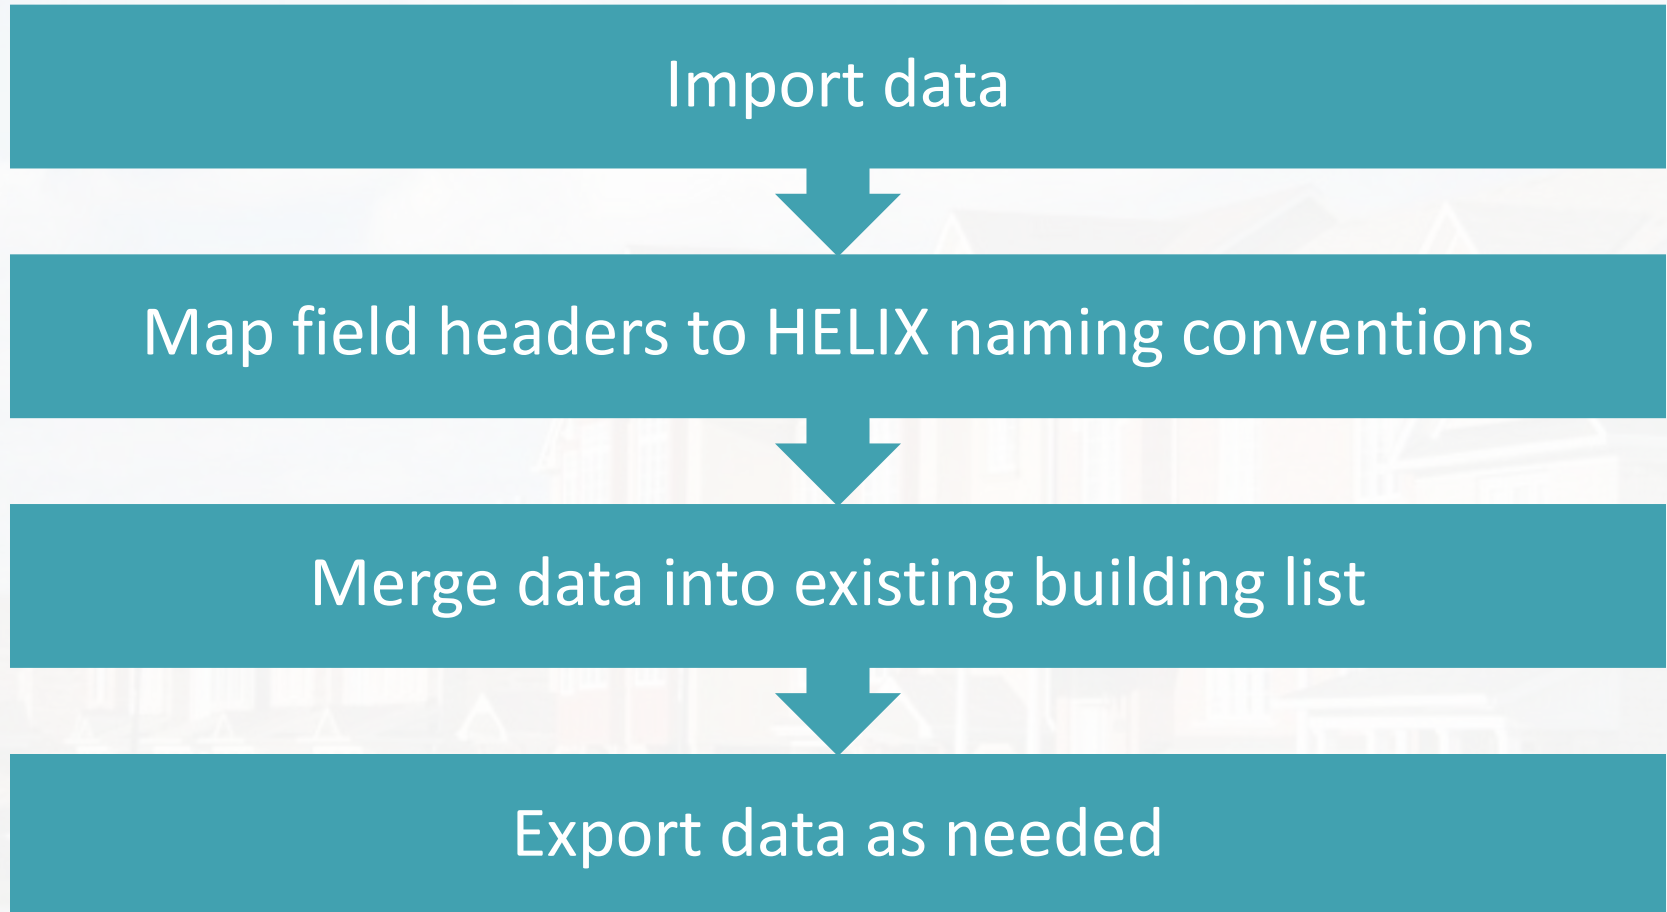 Import data
Map field headers to HELIX naming conventions
Merge data into existing building list
Export data as needed